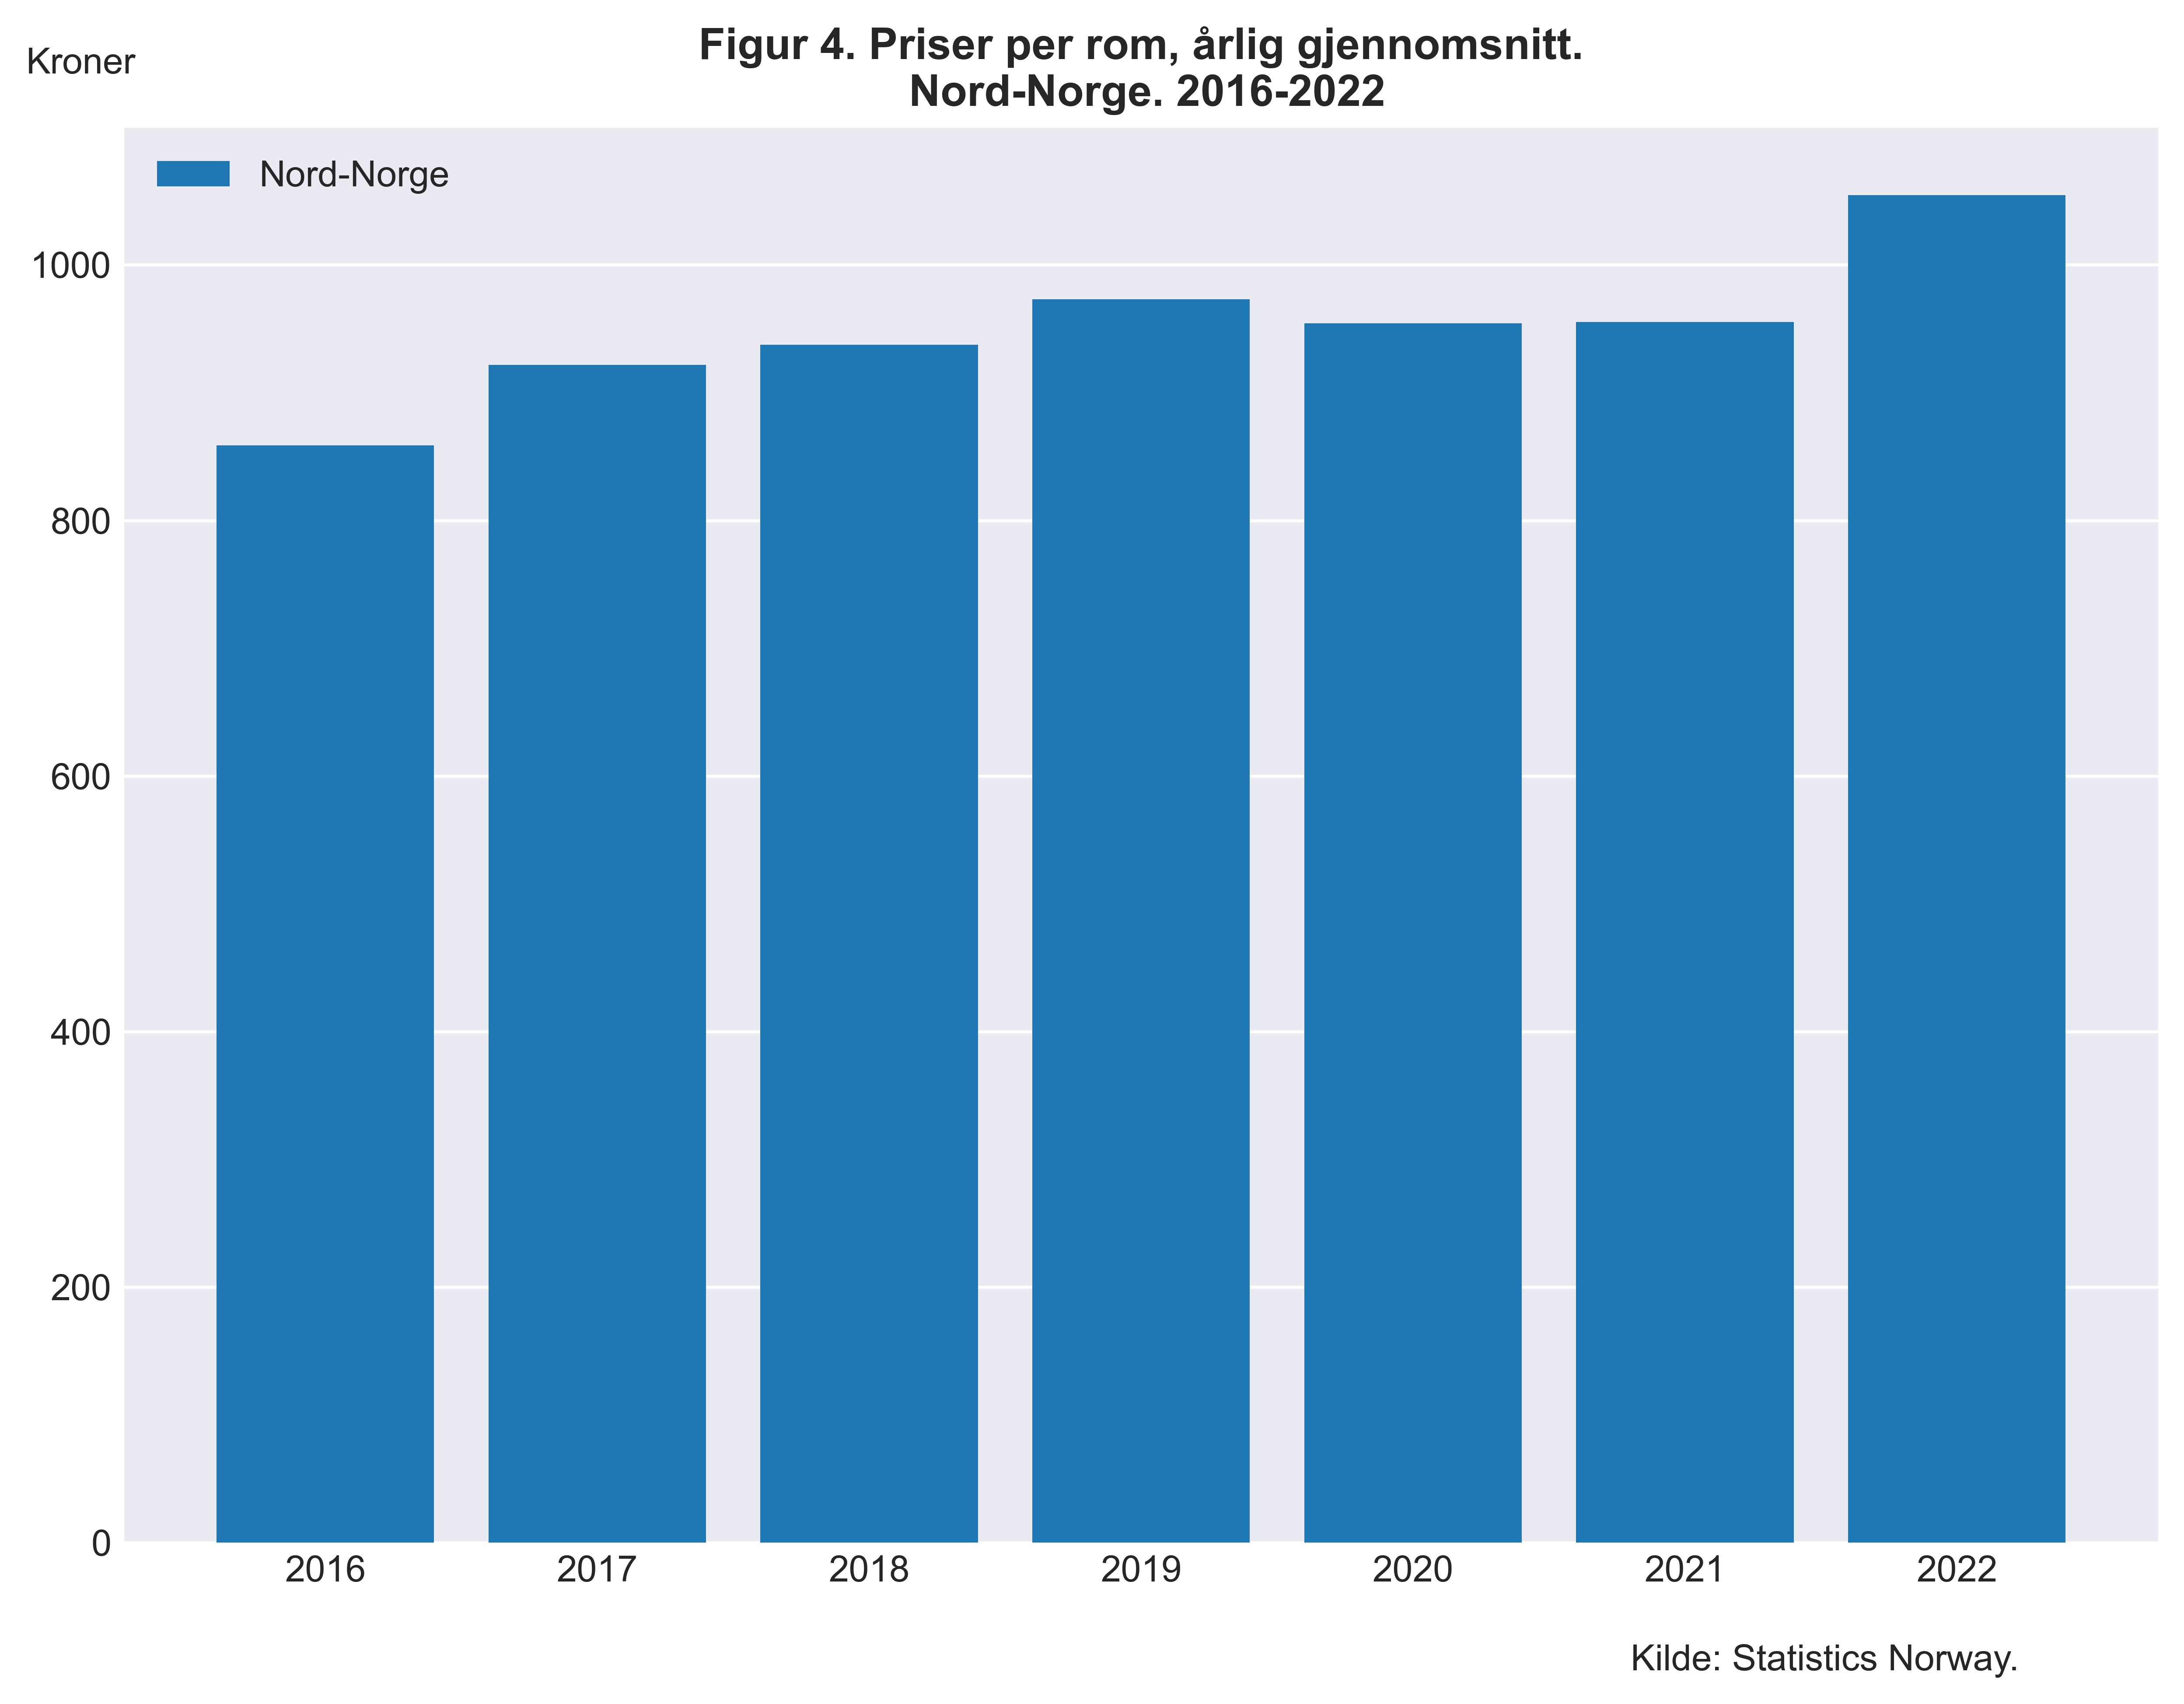 Kroner
Figur 4. Priser per rom, årlig gjennomsnitt.
Nord-Norge. 2016-2022
Nord-Norge
1000
800
600
400
200
0
2016 2017 2018 2019 2020 2021 2022
Kilde: Statistics Norway.